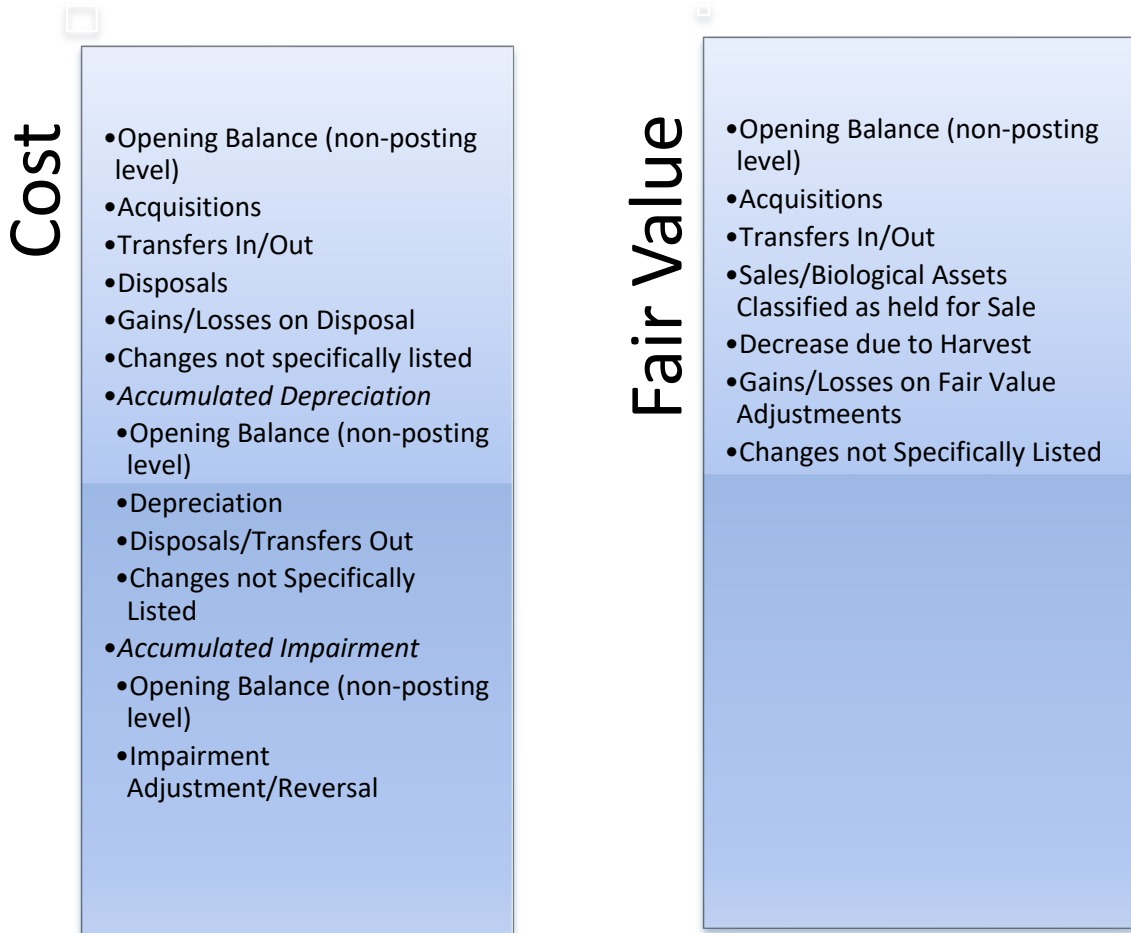 Cost
•Opening Balance (non-posting
level)
•Acquisitions
•Transfers In/Out
•Disposals
•Gains/Losses on Disposal
•Changes not specifically listed
•Accumulated Depreciation
•Opening Balance (non-posting
level)
•Depreciation
•Disposals/Transfers Out
•Changes not Specifically
Listed
•Accumulated Impairment
•Opening Balance (non-posting
level)
•Impairment
Adjustment/Reversal
Fair Value
•Opening Balance (non-posting
level)
•Acquisitions
•Transfers In/Out
•Sales/Biological Assets
Classified as held for Sale
•Decrease due to Harvest
•Gains/Losses on Fair Value
Adjustmeents
•Changes not Specifically Listed